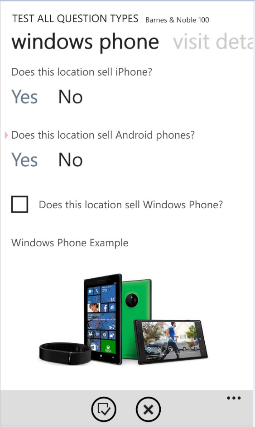 TEST ALL QUESTION TYPES Barnes & Noble 100
windows phone visit deta
Does this location sell iPhone?
Yes No
Does this location sell Android phones?
Yes No
Does this location sell Windows Phone?
Windows Phone Example